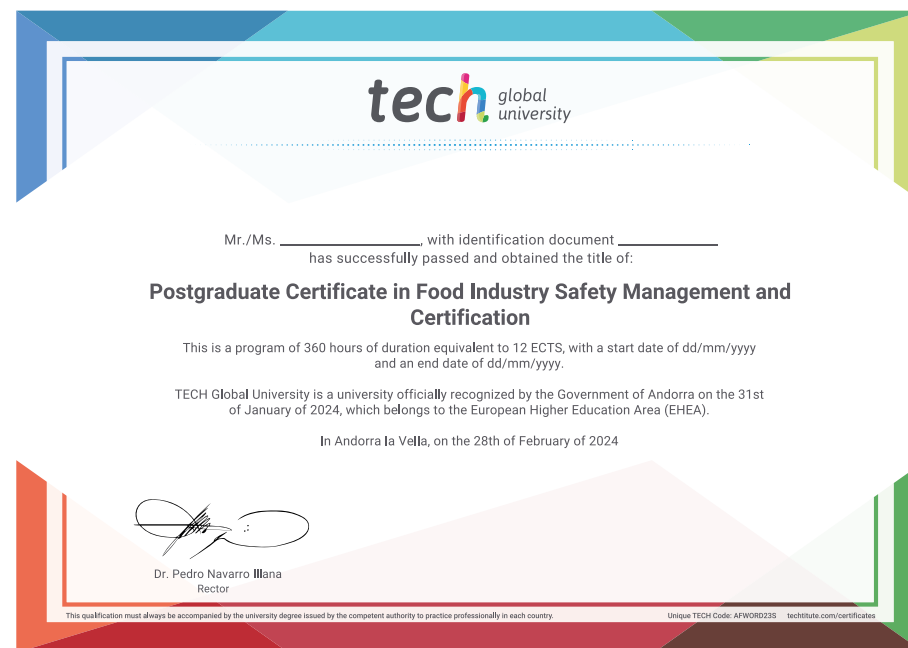 tech global
university
Mr./Ms. ____________________, with identification document ______________
has successfully passed and obtained the title of:
Postgraduate Certificate in Food Industry Safety Management and
Certification
This is a program of 360 hours of duration equivalent to 12 ECTS, with a start date of dd/mm/yyyy
and an end date of dd/mm/yyyy.
TECH Global University is a university officially recognized by the Government of Andorra on the 31st
of January of 2024, which belongs to the European Higher Education Area (EHEA).
In Andorra la Vella, on the 28th of February of 2024
Dr. Pedro Navarro Illana
Rector
This qualification must always be accompanied by the university degree issued by the competent authority to practice professionally in each country.
Unique TECH Code: AFWORD23S techtitute.com/certificates